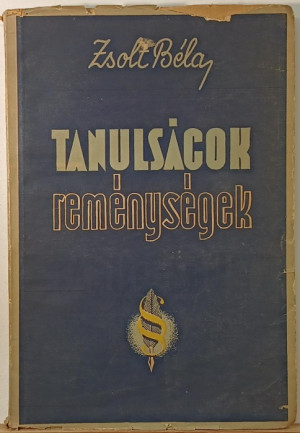 Zsolt Béla
TANULSÁGOK
reménységek
§